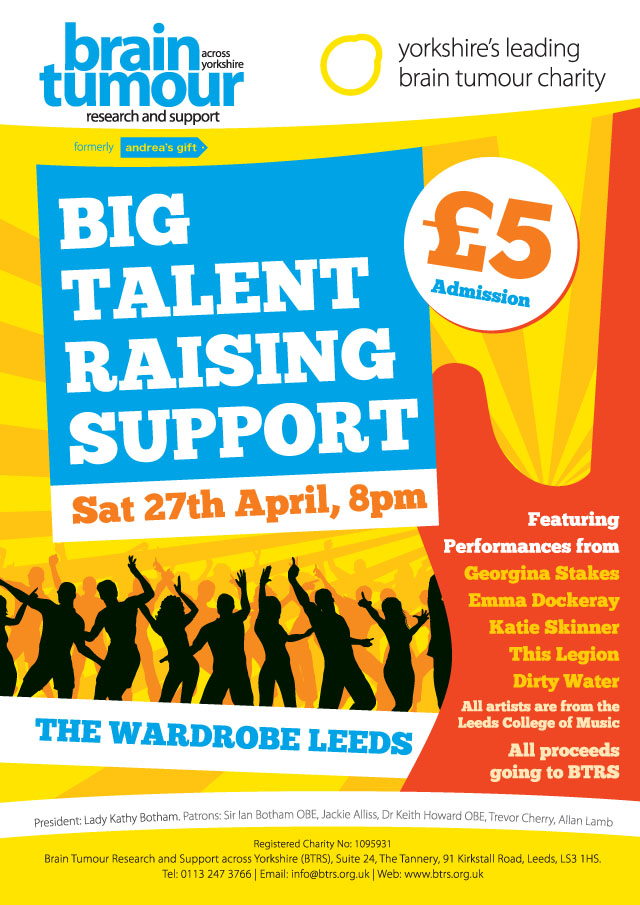 brain
across
yorkshire
tumour
research and support
yorkshire's leading
brain tumour charity
formerly andrea's gift
BIG
TALENT
RAISING
SUPPORT
£5
Admission
Sat 27th April, 8pm
Featuring
Performances from
Georgina Stakes
Emma Dockeray
Katie Skinner
This Legion
Dirty Water
All artists are from the
Leeds College of Music
All proceeds
going to BTRS
THE WARDROBE LEEDS
President: Lady Kathy Botham. Patrons: Sir Ian Botham OBE, Jackie Alliss, Dr Keith Howard OBE, Trevor Cherry, Allan Lamb
Registered Charity No: 1095931
Brain Tumour Research and Support across Yorkshire (BTRS), Suite 24, The Tannery, 91 Kirkstall Road, Leeds, LS3 1HS.
Tel: 0113 247 3766 | Email: info@btrs.org.uk | Web: www.btrs.org.uk